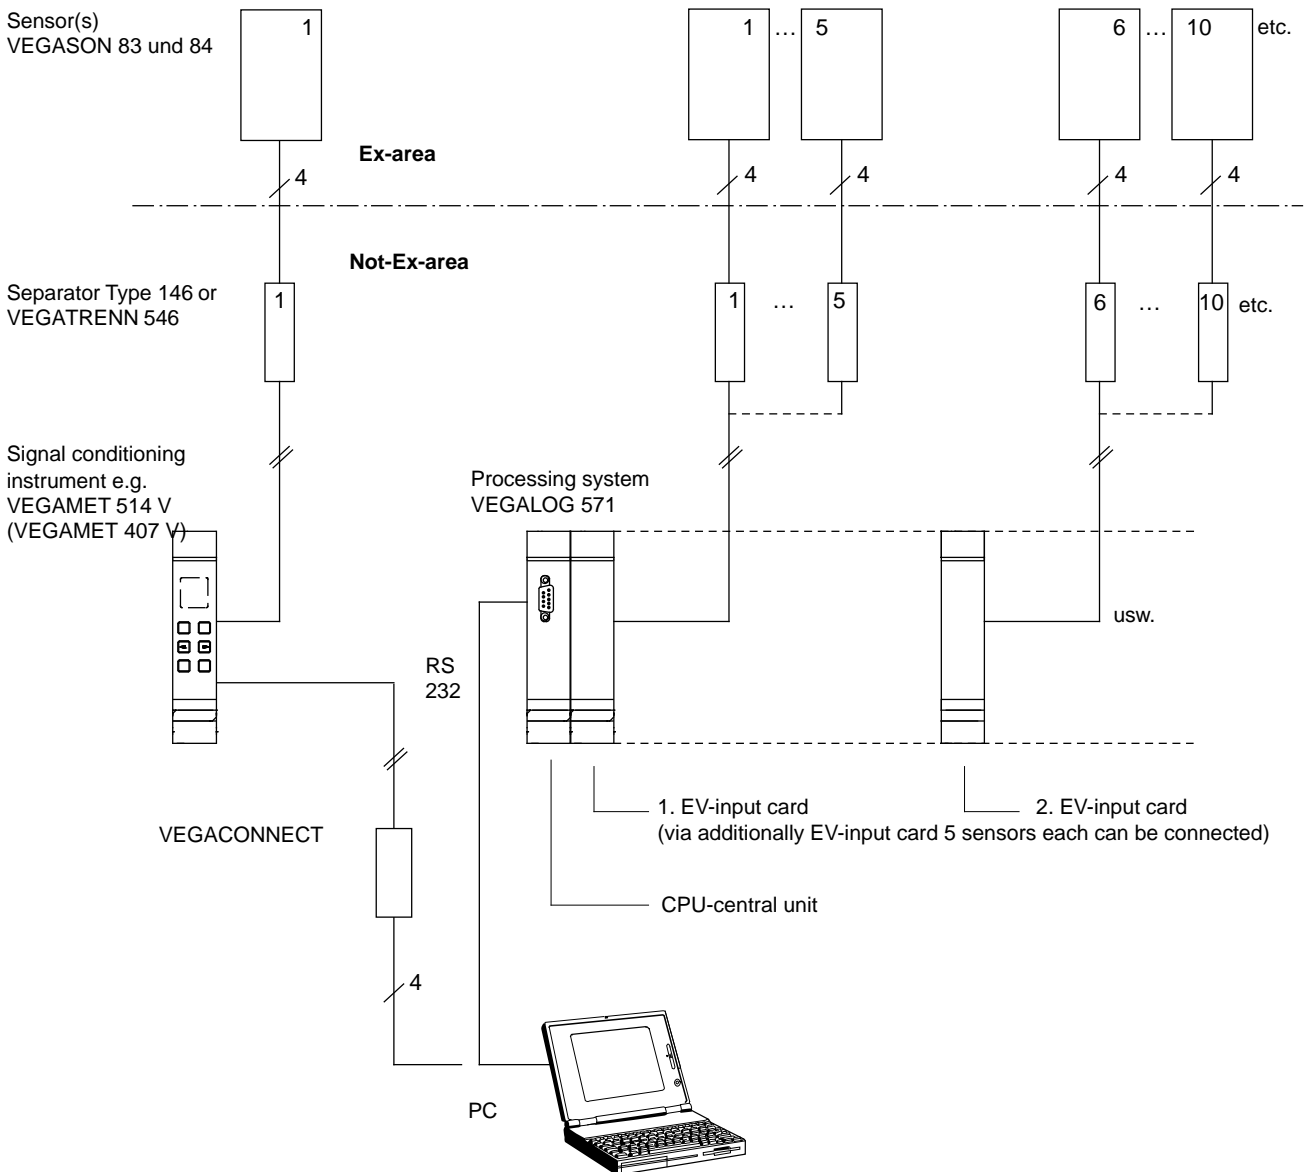 Sensor(s)
VEGASON 83 und 84
1
1
…
5
6
…
10
etc.
Ex-area
4
4
4
4
4
Not-Ex-area
Separator Type 146 or
VEGATRENN 546
1
1
…
5
6
…
10
etc.
Signal conditioning
instrument e.g.
VEGAMET 514 V
(VEGAMET 407 V)
Processing system
VEGALOG 571
usw.
RS
232
1. EV-input card
(via additionally EV-input card 5 sensors each can be connected)
2. EV-input card
VEGACONNECT
CPU-central unit
4
PC